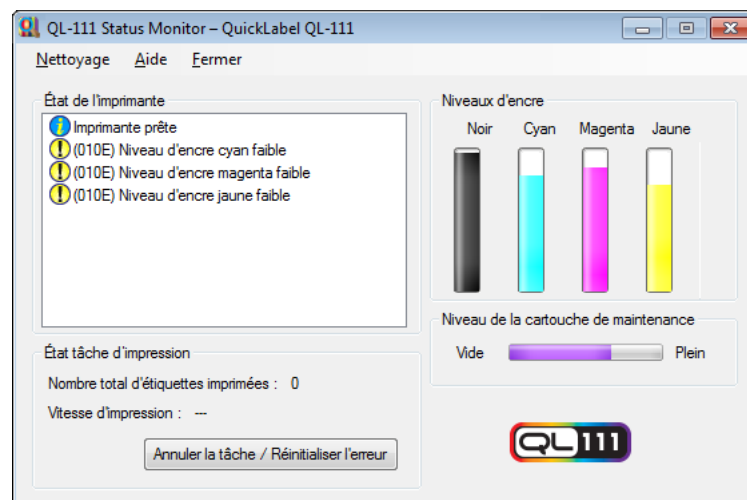 QL-111 Status Monitor – QuickLabel QL-111
Nettoyage Aide Fermer
État de l'imprimante
Imprimante prête
(010E) Niveau d'encre cyan faible
(010E) Niveau d'encre magenta faible
(010E) Niveau d'encre jaune faible
Niveaux d'encre
Noir Cyan Magenta Jaune
Niveau de la cartouche de maintenance
Vide Plein
État tâche d'impression
Nombre total d'étiquettes imprimées : 0
Vitesse d'impression : ---
Annuler la tâche / Réinitialiser l'erreur
QL111